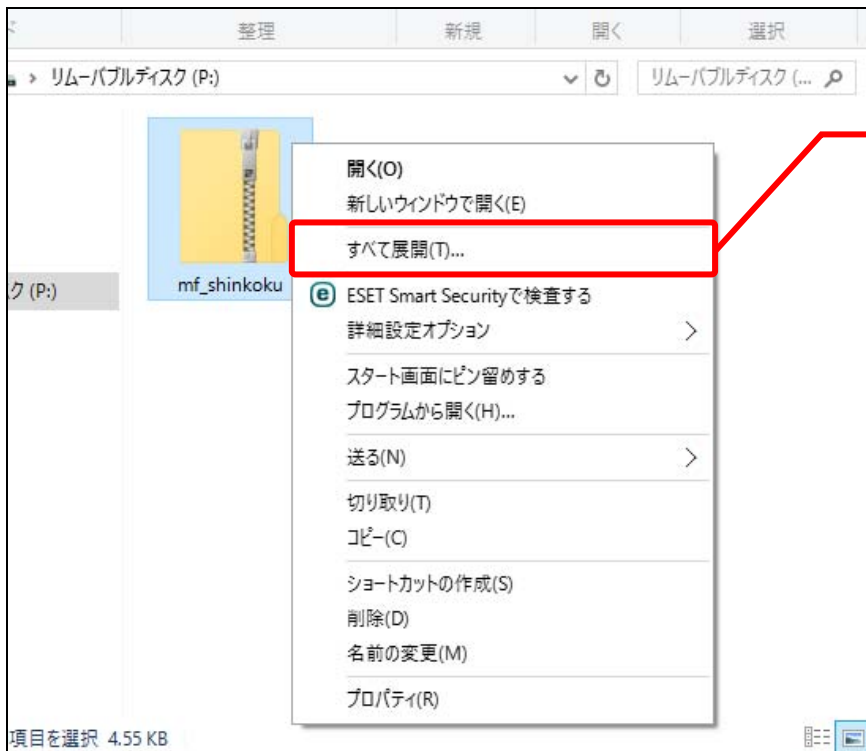 整理 新規 開く 選択
リムーバブルディスク (P:) リムーバブルディスク (...
ク (P:)
mf_shinkoku
開く(O)
新しいウィンドウで開く(E)
すべて展開(T)...
ESET Smart Securityで検査する
詳細設定オプション
スタート画面にピン留めする
プログラムから開く(H)...
送る(N)
切り取り(T)
コピー(C)
ショートカットの作成(S)
削除(D)
名前の変更(M)
プロパティ(R)
項目を選択 4.55 KB